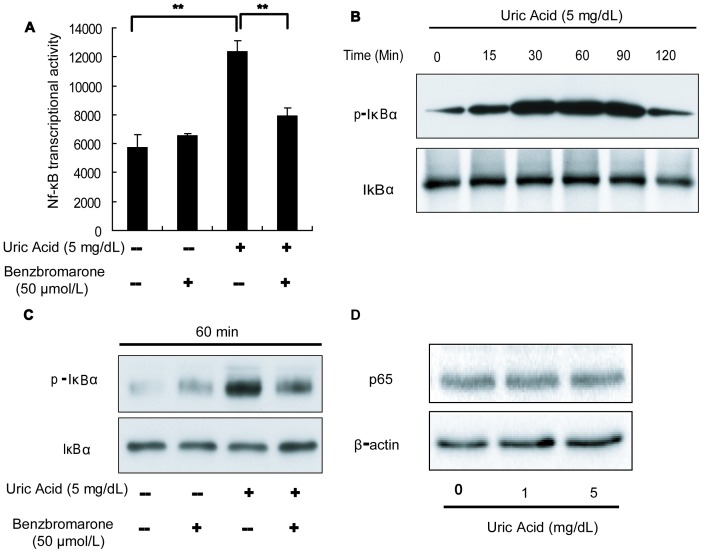 A
** **
Nf-κB transcriptional activity
14000
12000
10000
8000
6000
4000
2000
0
Uric Acid (5 mg/dL) -- -- + +
Benzbromarone
(50 µmol/L) -- + -- +
B
Uric Acid (5 mg/dL)
Time (Min) 0 15 30 60 90 120
p-IκBα
IκBα
C
60 min
p-IκBα
IκBα
Uric Acid (5 mg/dL) -- -- + +
Benzbromarone
(50 µmol/L) -- + -- +
D
p65
β-actin
0 1 5
Uric Acid (mg/dL)